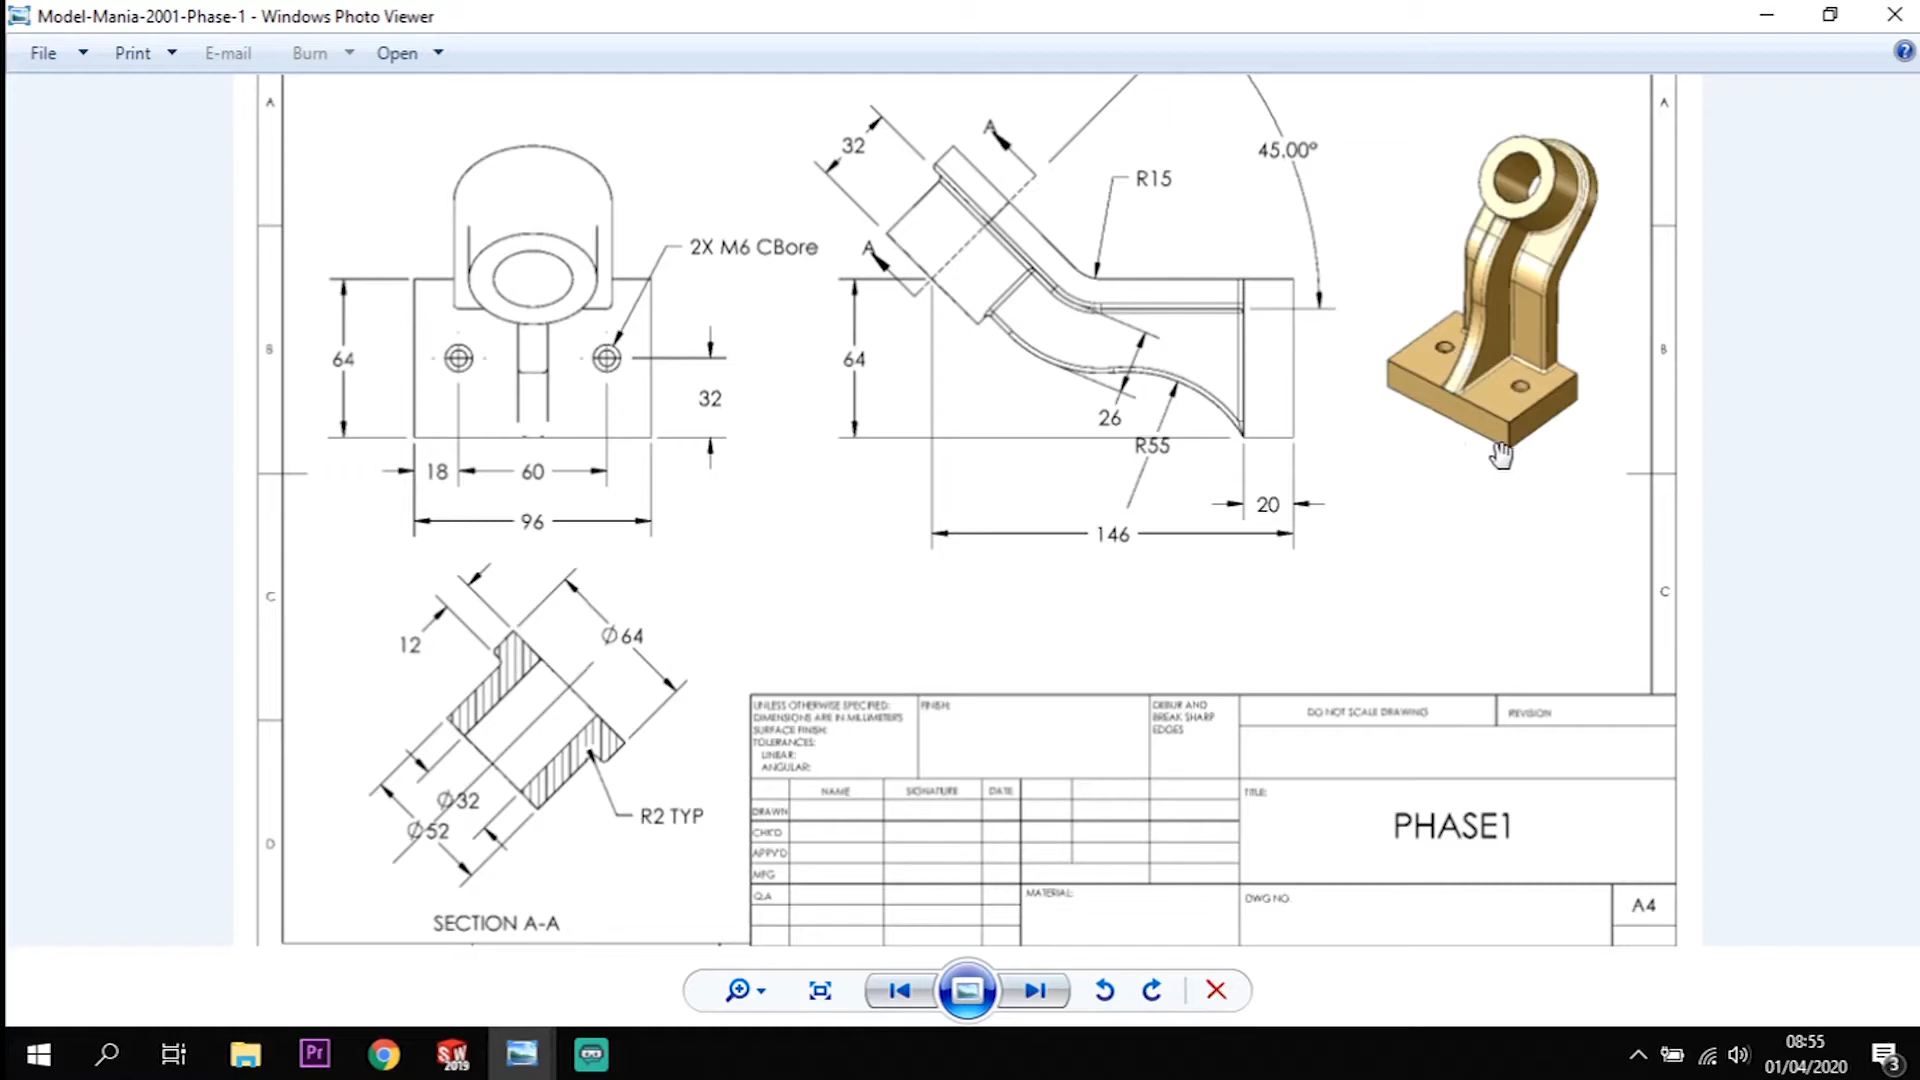 Model-Mania-2001-Phase-1 - Windows Photo Viewer
File Print E-mail Burn Open
A A
32
A
45.00°
R15
2X M6 CBore
A
64
32
64
26
R55
B B
18 60
96
20
146
C C
12
Ø64
Ø32
Ø52
R2 TYP
SECTION A-A
D
UNLESS OTHERWISE SPECIFIED:
DIMENSIONS ARE IN MILLIMETERS
SURFACE FINISH:
TOLERANCES:
LINEAR:
ANGULAR:
FINISH:
DEBUR AND
BREAK SHARP
EDGES
DO NOT SCALE DRAWING
REVISION
NAME SIGNATURE DATE
DRAWN
CHK'D
APPV'D
MFG
Q.A
MATERIAL:
TITLE:
PHASE1
DWG NO.
A4
Pr
SW
2019
08:55
01/04/2020
3